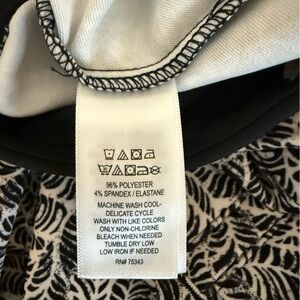 96% POLYESTER
4% SPANDEX / ELASTANE
MACHINE WASH COOL-
DELICATE CYCLE
WASH WITH LIKE COLORS
ONLY NON-CHLORINE
BLEACH WHEN NEEDED
TUMBLE DRY LOW
LOW IRON IF NEEDED
RN# 75343